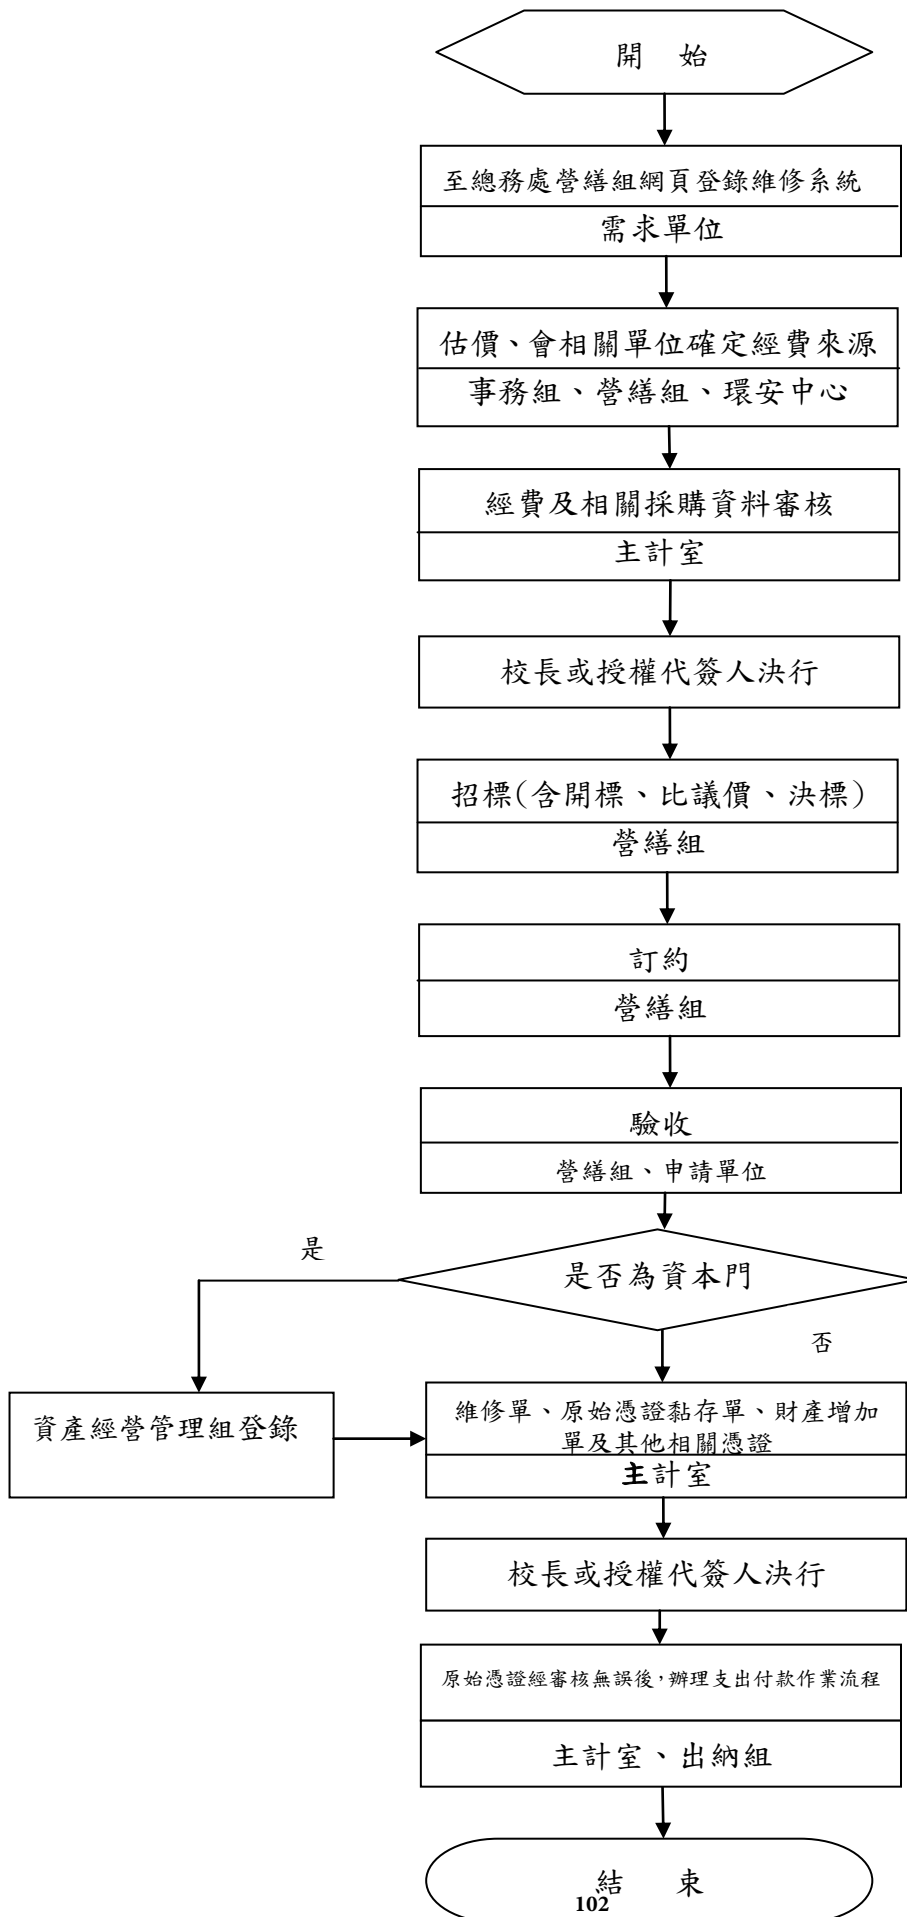 開 始
至總務處營繕組網頁登錄維修系統
需求單位
估價、會相關單位確定經費來源
事務組、營繕組、環安中心
經費及相關採購資料審核
主計室
校長或授權代簽人決行
招標(含開標、比議價、決標)
營繕組
訂約
營繕組
驗收
營繕組、申請單位
是否為資本門
是
否
資產經營管理組登錄
維修單、原始憑證黏存單、財產增加
單及其他相關憑證
主計室
校長或授權代簽人決行
原始憑證經審核無誤後，辦理支出付款作業流程
主計室、出納組
結 束
102